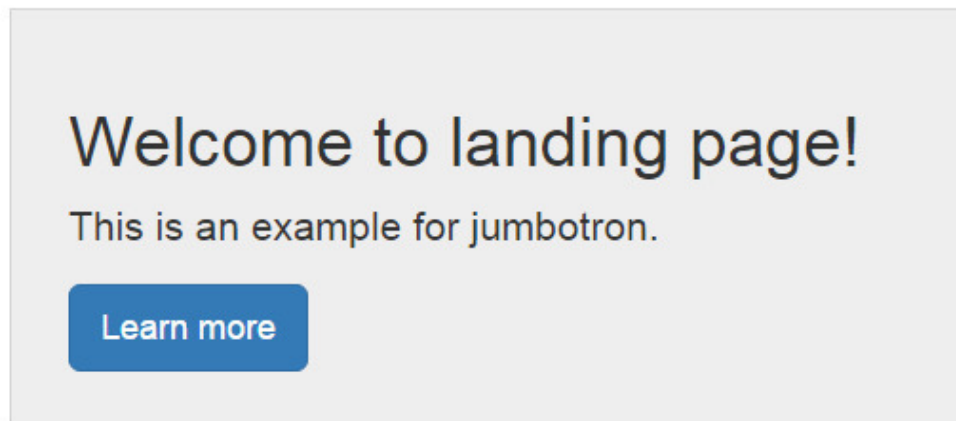 Welcome to landing page!
This is an example for jumbotron.
Learn more